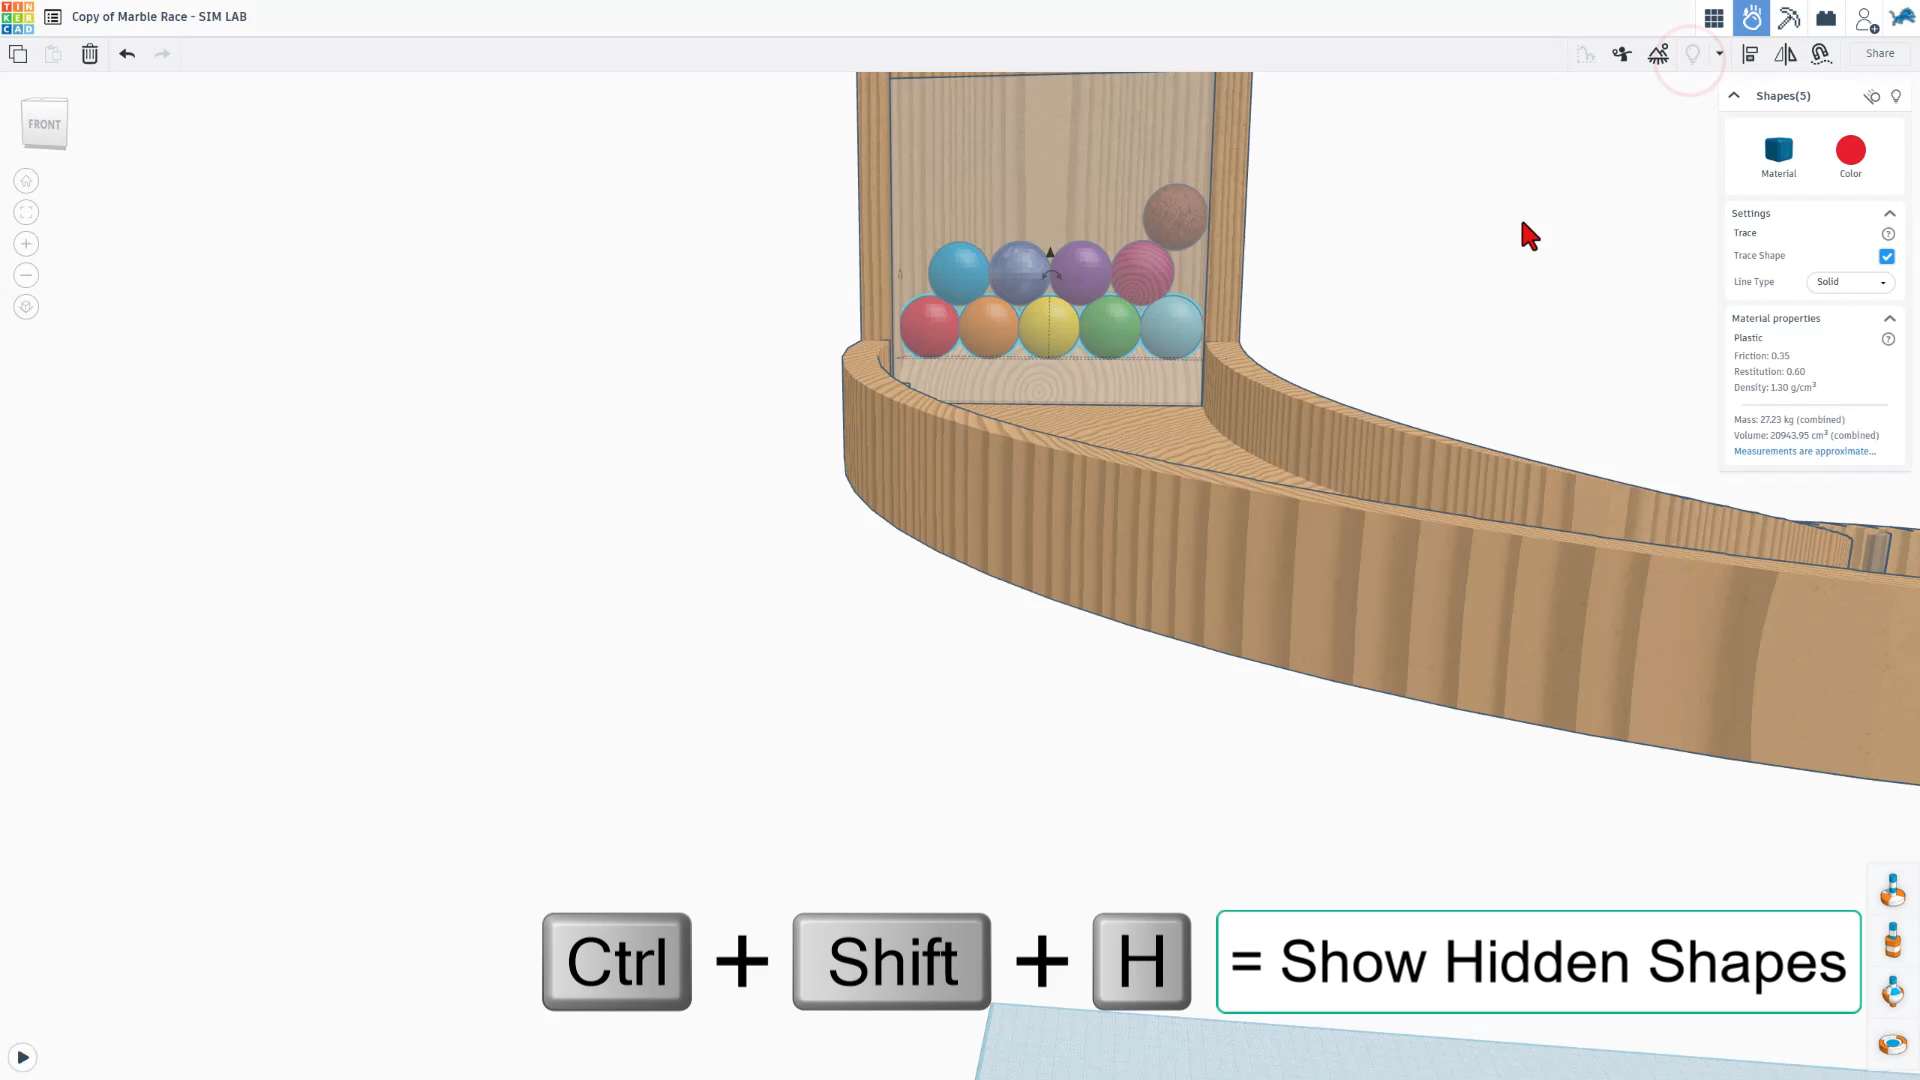 TIN
KER
CAD
Copy of Marble Race - SIM LAB
Share
FRONT
Shapes(5)
Material
Color
Settings
Trace
?
Trace Shape
Line Type
Solid
Material properties
Plastic
?
Friction: 0.35
Restitution: 0.60
Density: 1.30 g/cm³
Mass: 27.23 kg (combined)
Volume: 20943.95 cm³ (combined)
Measurements are approximate...
Ctrl + Shift + H = Show Hidden Shapes